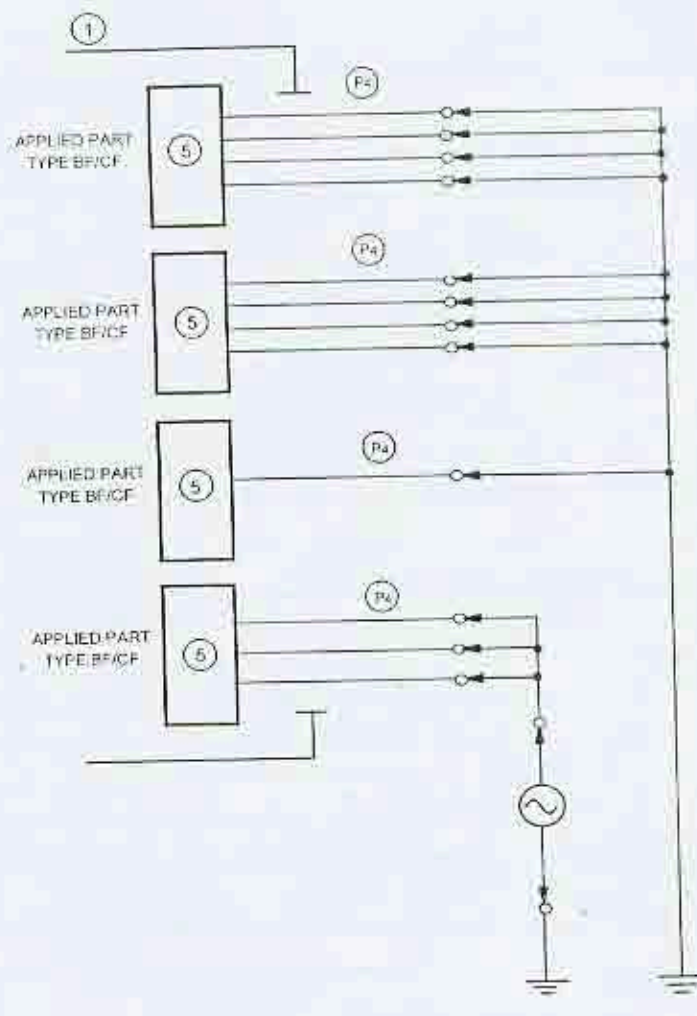 1
P4
APPLIED PART
TYPE BF/CF
5
P4
APPLIED PART
TYPE BF/CF
5
P4
APPLIED PART
TYPE BF/CF
5
P4
APPLIED PART
TYPE BF/CF
5